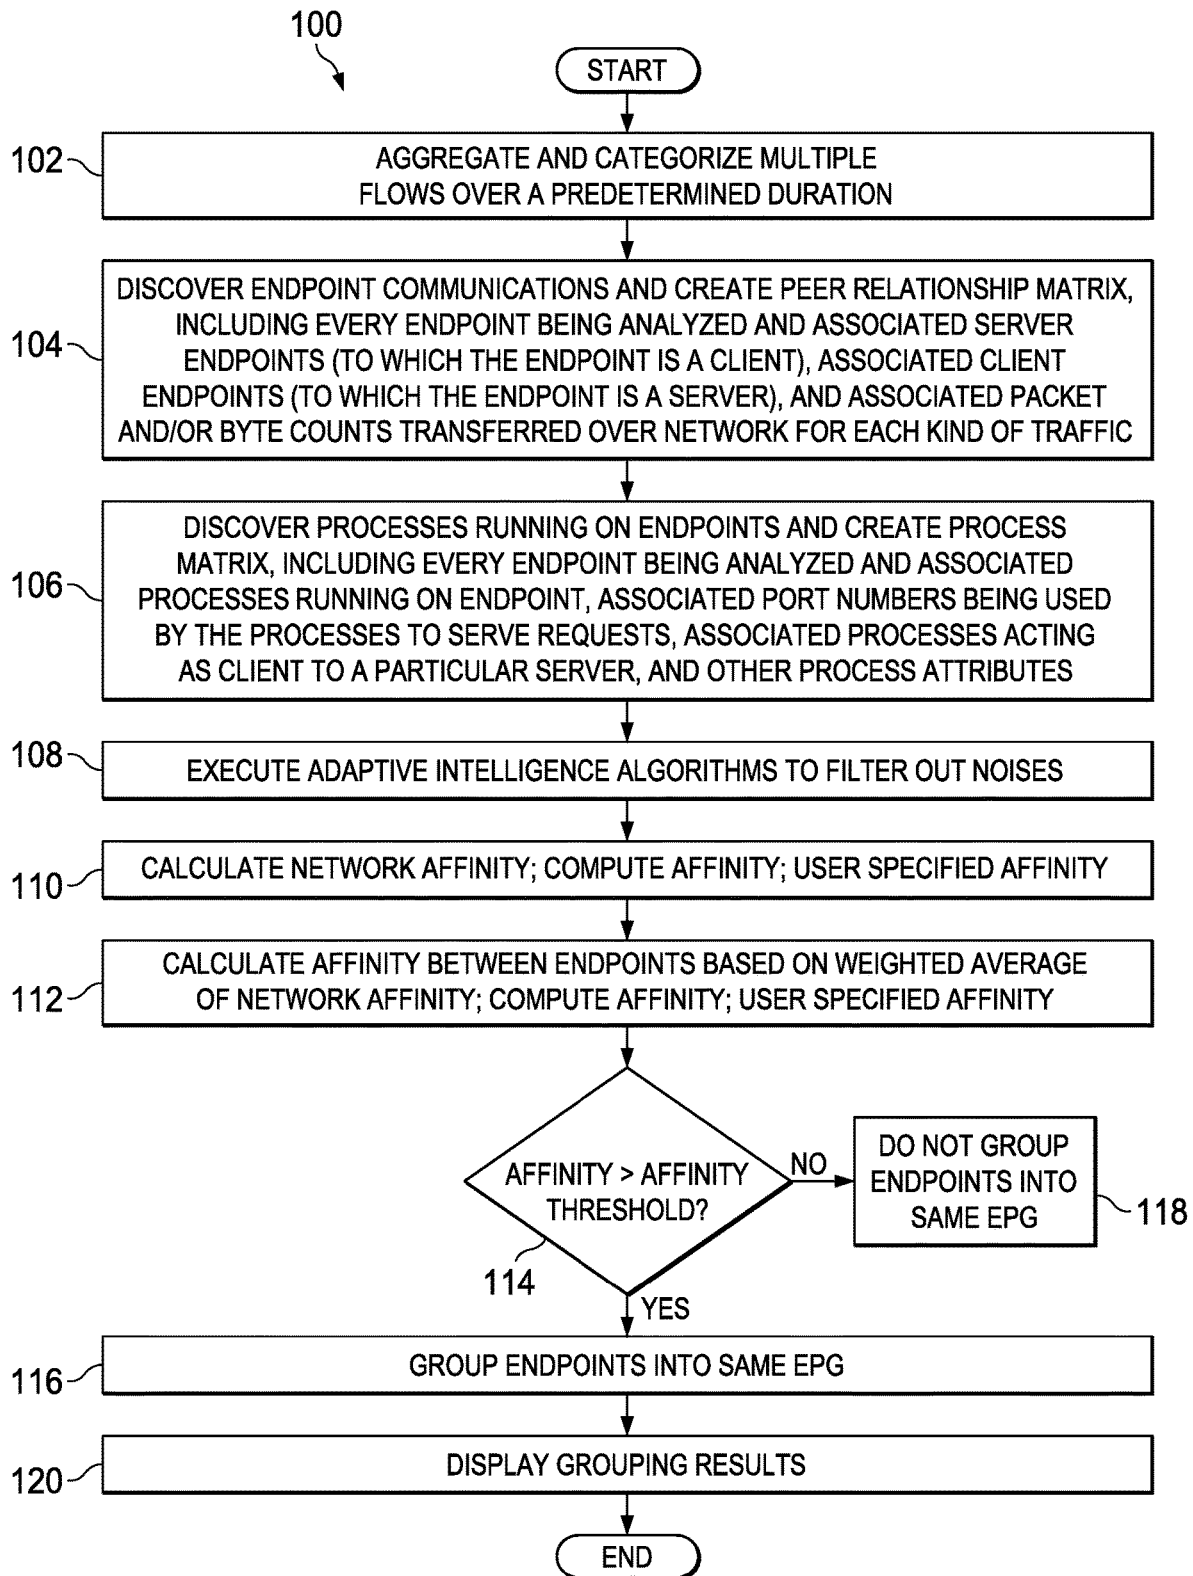 100
START
102
AGGREGATE AND CATEGORIZE MULTIPLE
FLOWS OVER A PREDETERMINED DURATION
104
DISCOVER ENDPOINT COMMUNICATIONS AND CREATE PEER RELATIONSHIP MATRIX,
INCLUDING EVERY ENDPOINT BEING ANALYZED AND ASSOCIATED SERVER
ENDPOINTS (TO WHICH THE ENDPOINT IS A CLIENT), ASSOCIATED CLIENT
ENDPOINTS (TO WHICH THE ENDPOINT IS A SERVER), AND ASSOCIATED PACKET
AND/OR BYTE COUNTS TRANSFERRED OVER NETWORK FOR EACH KIND OF TRAFFIC
106
DISCOVER PROCESSES RUNNING ON ENDPOINTS AND CREATE PROCESS
MATRIX, INCLUDING EVERY ENDPOINT BEING ANALYZED AND ASSOCIATED
PROCESSES RUNNING ON ENDPOINT, ASSOCIATED PORT NUMBERS BEING USED
BY THE PROCESSES TO SERVE REQUESTS, ASSOCIATED PROCESSES ACTING
AS CLIENT TO A PARTICULAR SERVER, AND OTHER PROCESS ATTRIBUTES
108
EXECUTE ADAPTIVE INTELLIGENCE ALGORITHMS TO FILTER OUT NOISES
110
CALCULATE NETWORK AFFINITY; COMPUTE AFFINITY; USER SPECIFIED AFFINITY
112
CALCULATE AFFINITY BETWEEN ENDPOINTS BASED ON WEIGHTED AVERAGE
OF NETWORK AFFINITY; COMPUTE AFFINITY; USER SPECIFIED AFFINITY
AFFINITY > AFFINITY
THRESHOLD?
114
NO
DO NOT GROUP
ENDPOINTS INTO
SAME EPG
118
YES
116
GROUP ENDPOINTS INTO SAME EPG
120
DISPLAY GROUPING RESULTS
END